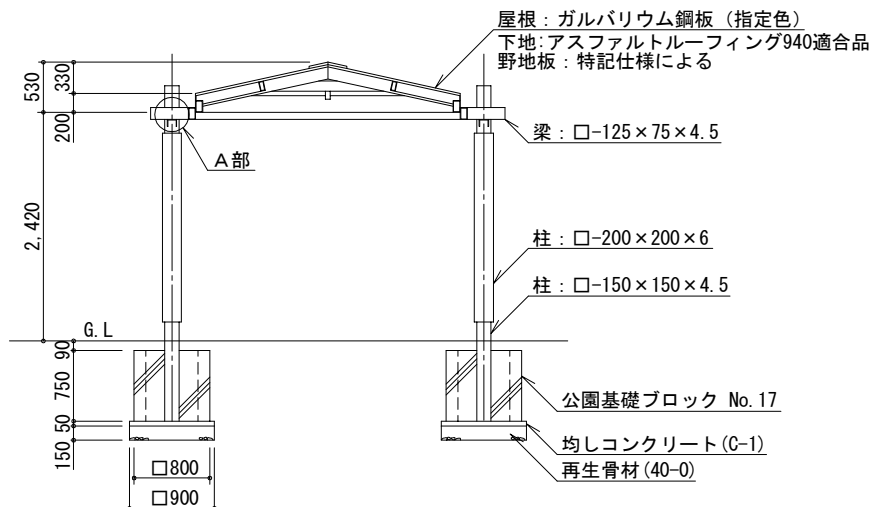 屋根：ガルバリウム鋼板（指定色）
下地:アスファルトルーフィング940適合品
野地板：特記仕様による
530
330
200
梁：□-125×75×4.5
A部
2,420
柱：□-200×200×6
柱：□-150×150×4.5
G.L
90
750
公園基礎ブロック No.17
50
均しコンクリート(C-1)
150
再生骨材(40-0)
□800
□900